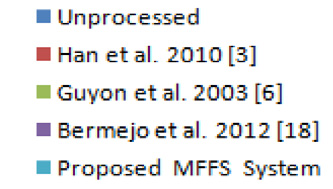 Unprocessed
Han et al. 2010 [3]
Guyon et al. 2003 [6]
Bermejo et al. 2012 [18]
Proposed MFFS System